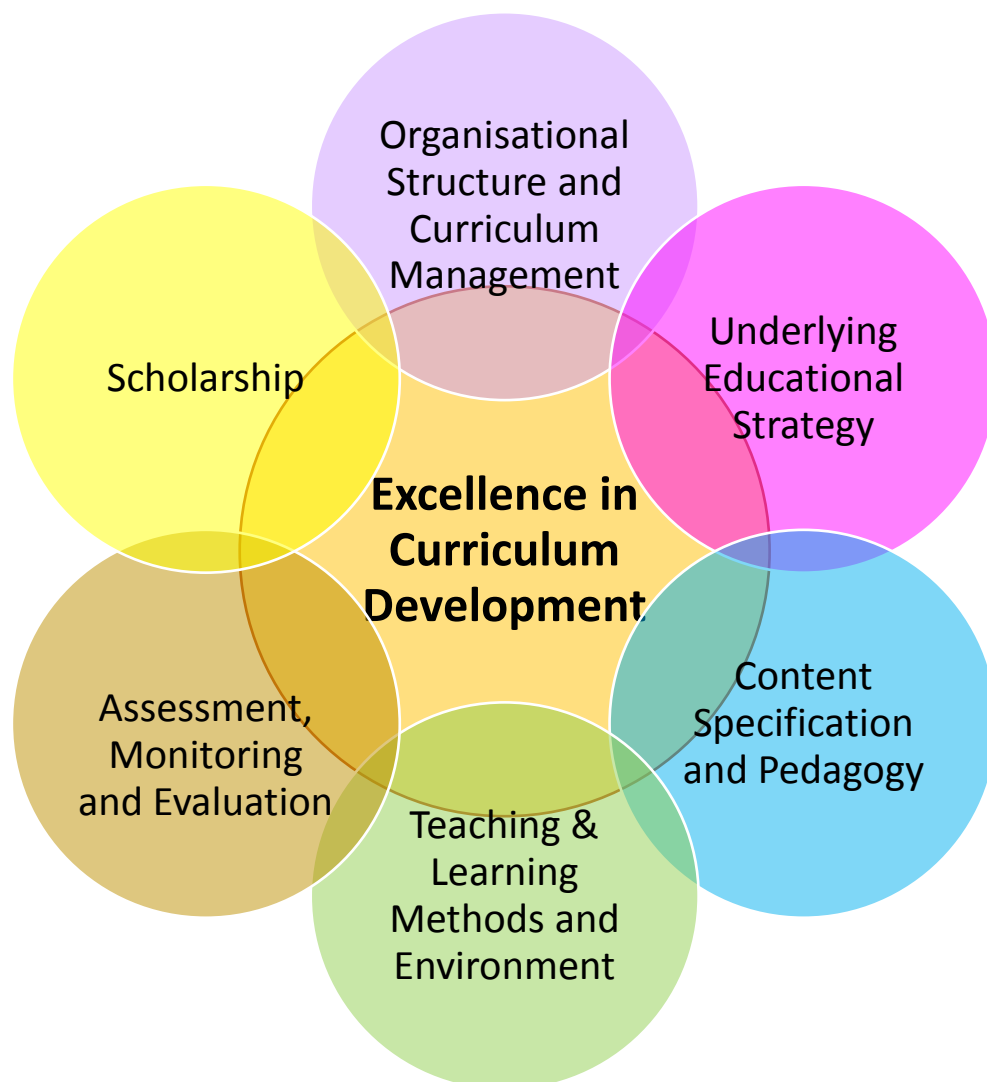 Organisational
Structure and
Curriculum
Management
Underlying
Educational
Strategy
Scholarship
Excellence in
Curriculum
Development
Content
Specification
and Pedagogy
Assessment,
Monitoring
and Evaluation
Teaching &
Learning
Methods and
Environment